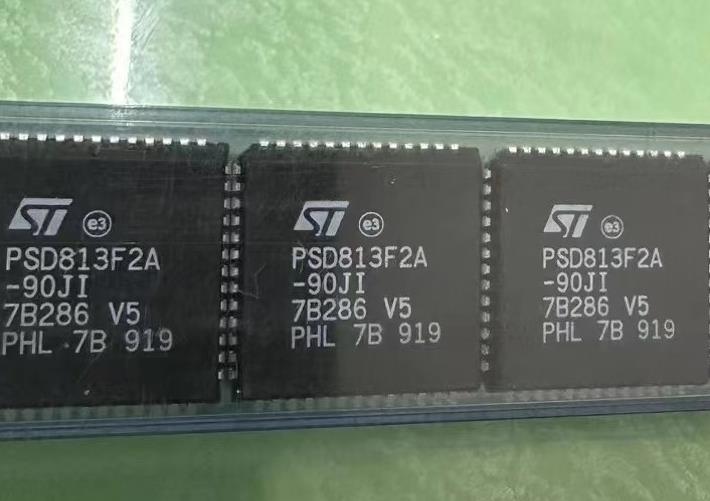 ST e3
PSD813F2A
-90JI
7B286 V5
PHL 7B 919
ST e3
PSD813F2A
-90JI
7B286 V5
PHL 7B 919
ST e3
PSD813F2A
-90JI
7B286 V5
PHL 7B 919